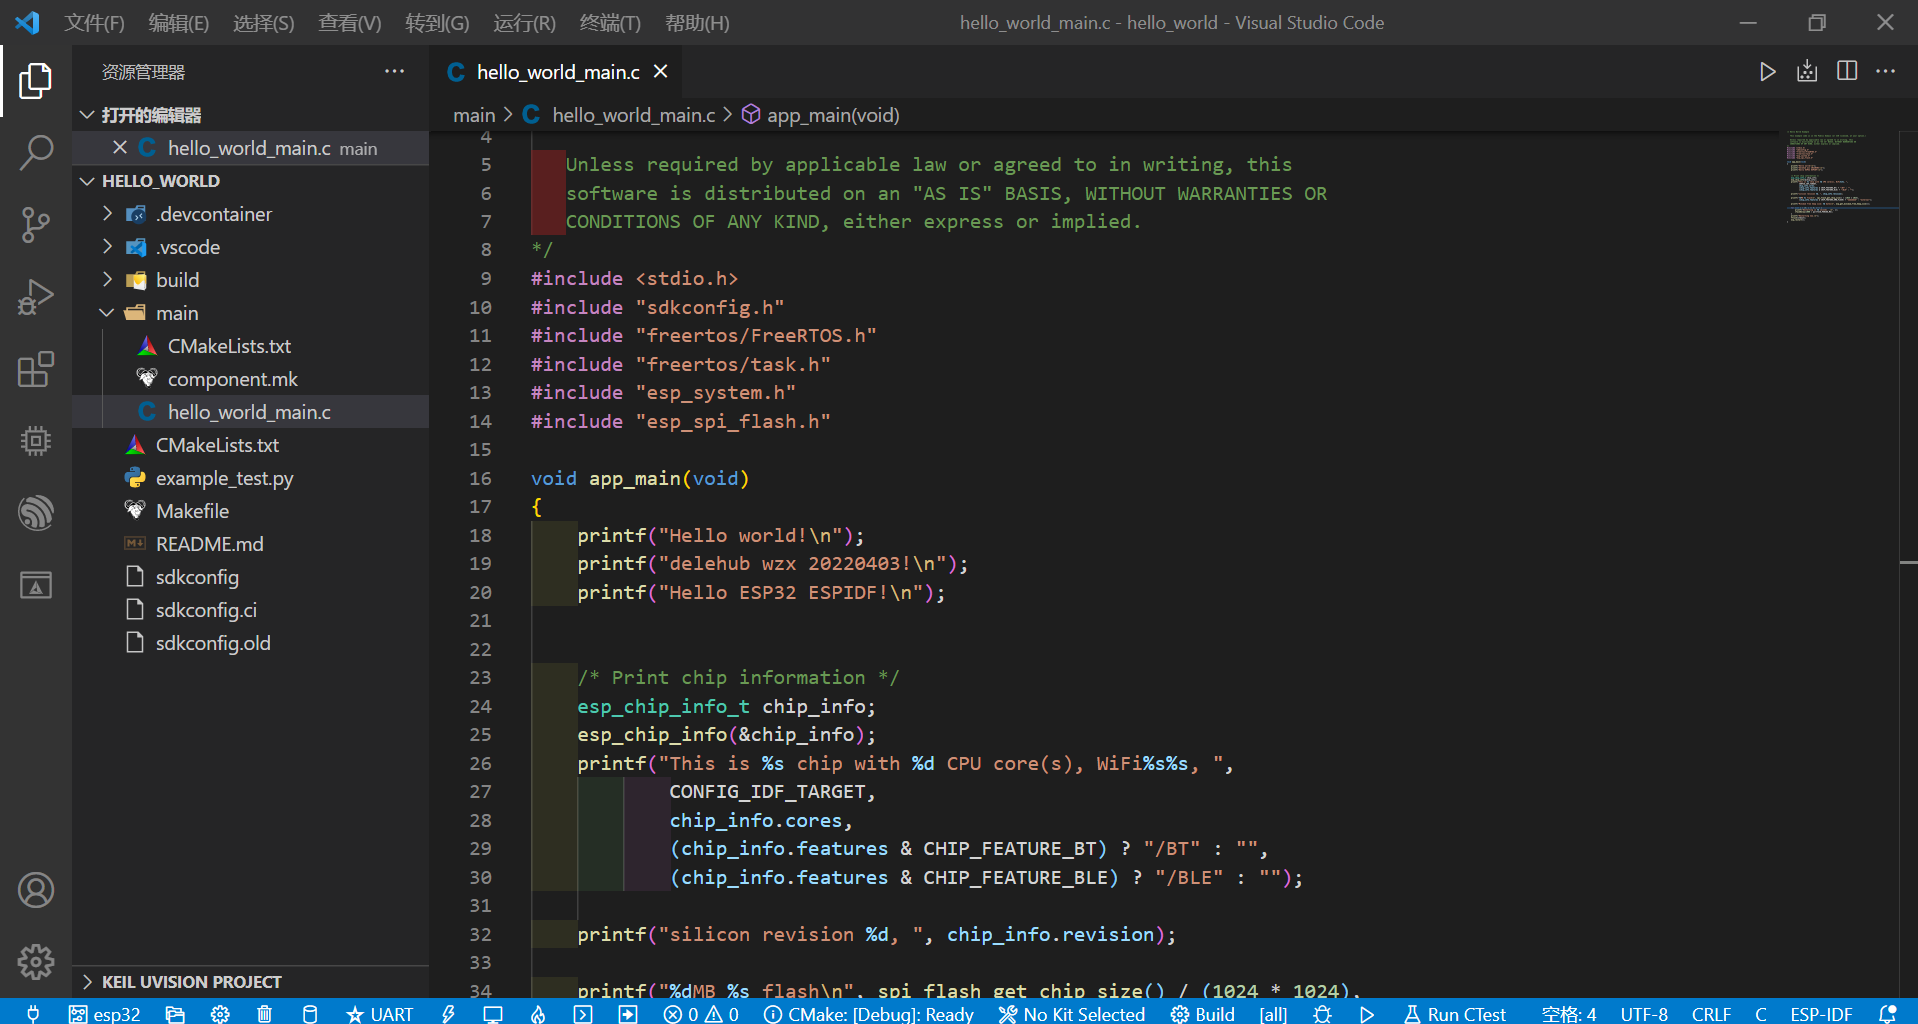 文件(F) 编辑(E) 选择(S) 查看(V) 转到(G) 运行(R) 终端(T) 帮助(H) hello_world_main.c - hello_world - Visual Studio Code
资源管理器
打开的编辑器
hello_world_main.c main
HELLO_WORLD
.devcontainer
.vscode
build
main
CMakeLists.txt
component.mk
hello_world_main.c
CMakeLists.txt
example_test.py
Makefile
README.md
sdkconfig
sdkconfig.ci
sdkconfig.old
KEIL UVISION PROJECT
hello_world_main.c
main > hello_world_main.c > app_main(void)
4
5 Unless required by applicable law or agreed to in writing, this
6 software is distributed on an "AS IS" BASIS, WITHOUT WARRANTIES OR
7 CONDITIONS OF ANY KIND, either express or implied.
8 */
9 #include <stdio.h>
10 #include "sdkconfig.h"
11 #include "freertos/FreeRTOS.h"
12 #include "freertos/task.h"
13 #include "esp_system.h"
14 #include "esp_spi_flash.h"
15
16 void app_main(void)
17 {
18 printf("Hello world!\n");
19 printf("delehub wzx 20220403!\n");
20 printf("Hello ESP32 ESPIDF!\n");
21
22
23 /* Print chip information */
24 esp_chip_info_t chip_info;
25 esp_chip_info(&chip_info);
26 printf("This is %s chip with %d CPU core(s), WiFi%s%s, ",
27 CONFIG_IDF_TARGET,
28 chip_info.cores,
29 (chip_info.features & CHIP_FEATURE_BT) ? "/BT" : "",
30 (chip_info.features & CHIP_FEATURE_BLE) ? "/BLE" : "");
31
32 printf("silicon revision %d, ", chip_info.revision);
33
34 printf("%dMB %s flash\n", spi_flash_get_chip_size() / (1024 * 1024),
esp32 UART 0 0 CMake: [Debug]: Ready No Kit Selected Build [all] Run CTest 空格: 4 UTF-8 CRLF C ESP-IDF